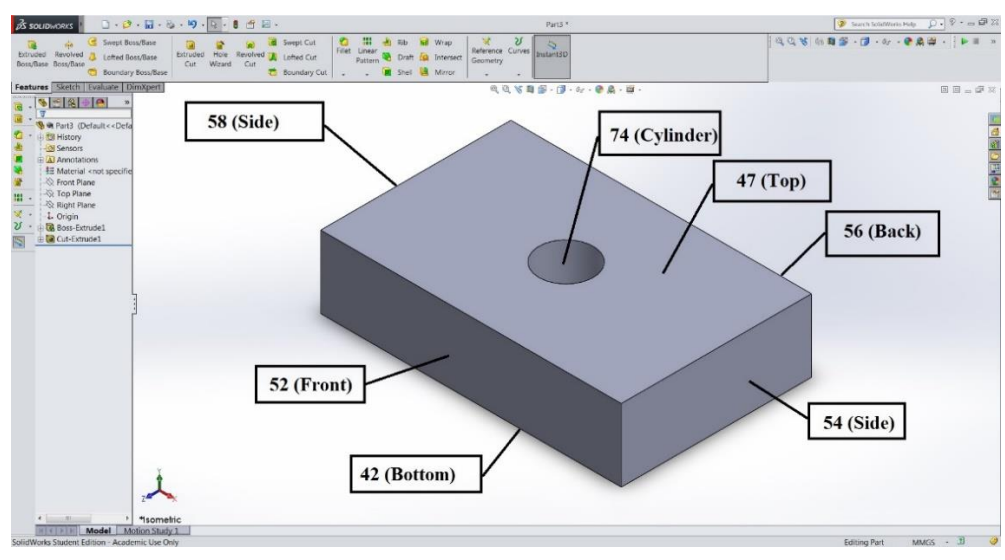 SOLIDWORKS
Part3 *
Search SolidWorks Help
Extruded Boss/Base
Revolved Boss/Base
Swept Boss/Base
Lofted Boss/Base
Boundary Boss/Base
Extruded Cut
Hole Wizard
Revolved Cut
Swept Cut
Lofted Cut
Boundary Cut
Fillet
Linear Pattern
Rib
Draft
Shell
Wrap
Intersect
Mirror
Reference Geometry
Curves
Instant3D
Features Sketch Evaluate DimXpert
Part3 (Default<<Defa
History
Sensors
Annotations
Material <not specifie
Front Plane
Top Plane
Right Plane
Origin
Boss-Extrude1
Cut-Extrude1
58 (Side)
74 (Cylinder)
47 (Top)
56 (Back)
52 (Front)
54 (Side)
42 (Bottom)
Y
Z
X
*Isometric
Model Motion Study 1
SolidWorks Student Edition - Academic Use Only
Editing Part
MMGS